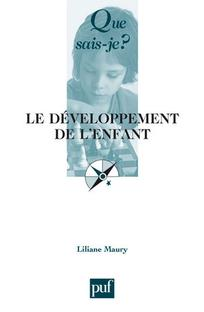 Que
sais-je?
LE DÉVELOPPEMENT
DE L'ENFANT
Liliane Maury
puf